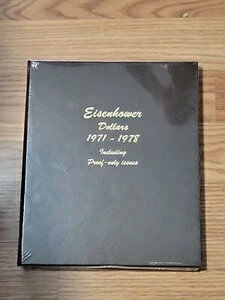 Eisenhower
Dollars
1971 - 1978
Including
Proof-only issues